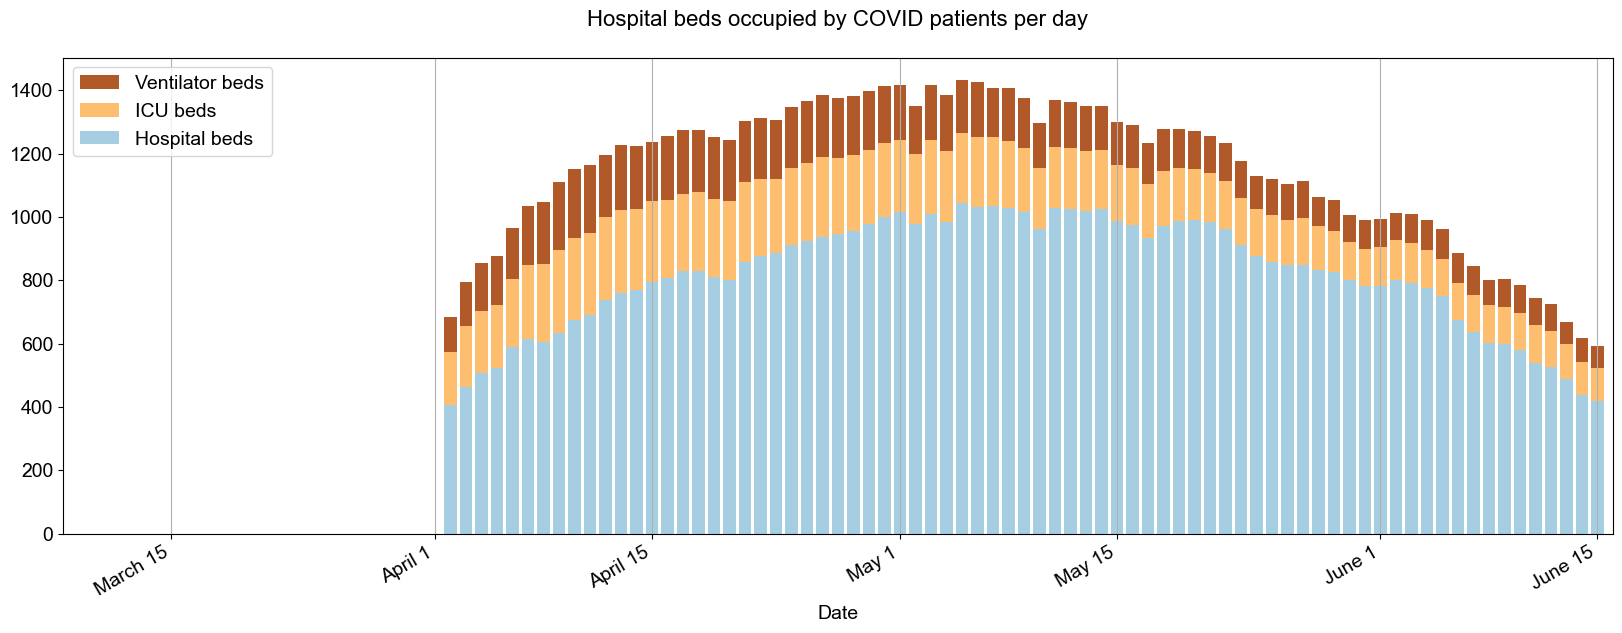 Hospital beds occupied by COVID patients per day
Ventilator beds
ICU beds
Hospital beds
1400
1200
1000
800
600
400
200
0
March 15
April 1
April 15
May 1
May 15
June 1
June 15
Date